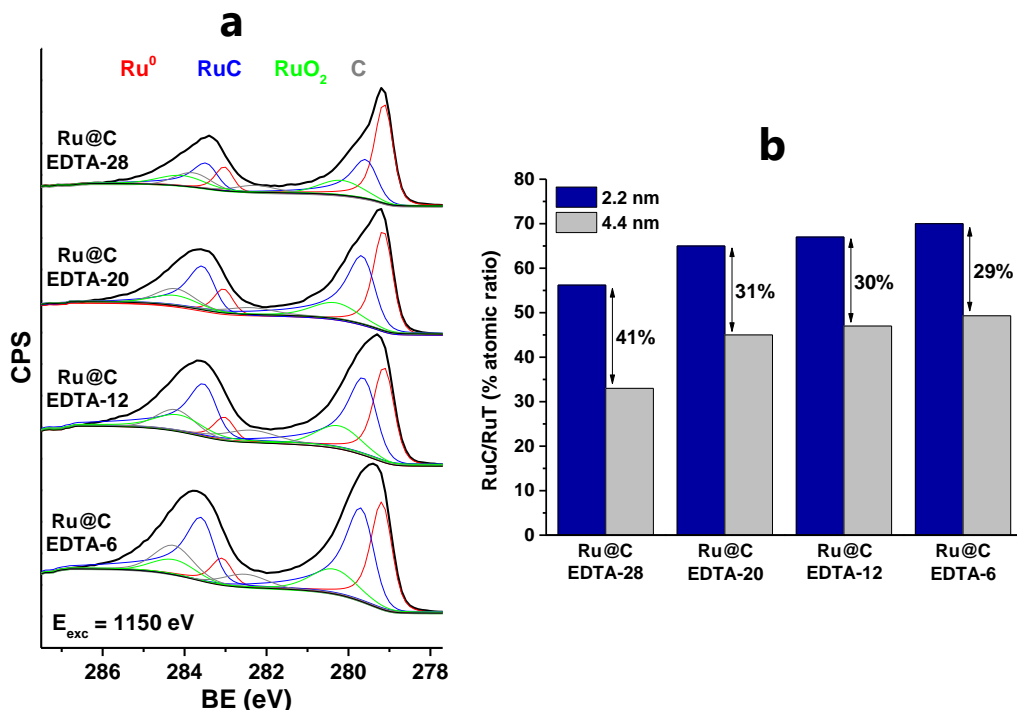 a
Ru⁰ RuC RuO₂ C
Ru@C
EDTA-28
Ru@C
EDTA-20
Ru@C
EDTA-12
Ru@C
EDTA-6
E_exc = 1150 eV
CPS
286 284 282 280 278
BE (eV)
b
80
70
60
50
40
30
20
10
0
RuC/RuT (% atomic ratio)
2.2 nm
4.4 nm
41%
31%
30%
29%
Ru@C
EDTA-28
Ru@C
EDTA-20
Ru@C
EDTA-12
Ru@C
EDTA-6